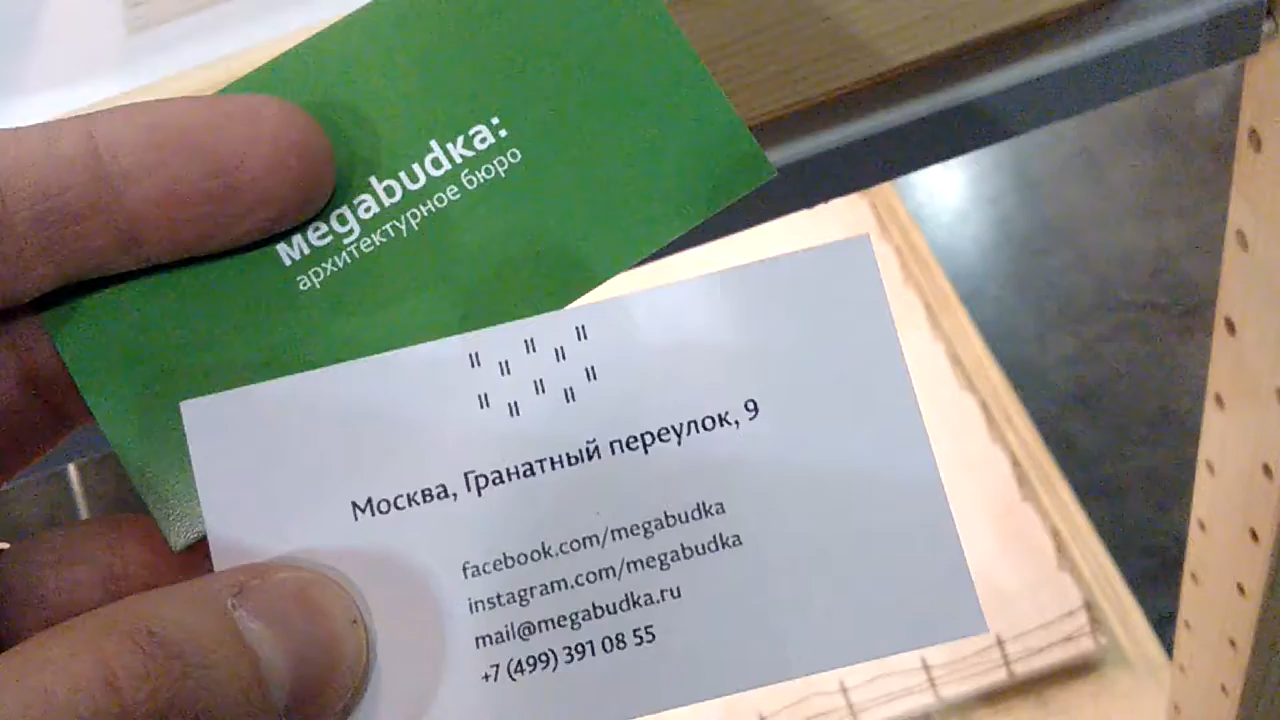 megabudka:
архитектурное бюро
Москва, Гранатный переулок, 9
facebook.com/megabudka
instagram.com/megabudka
mail@megabudka.ru
+7 (499) 391 08 55